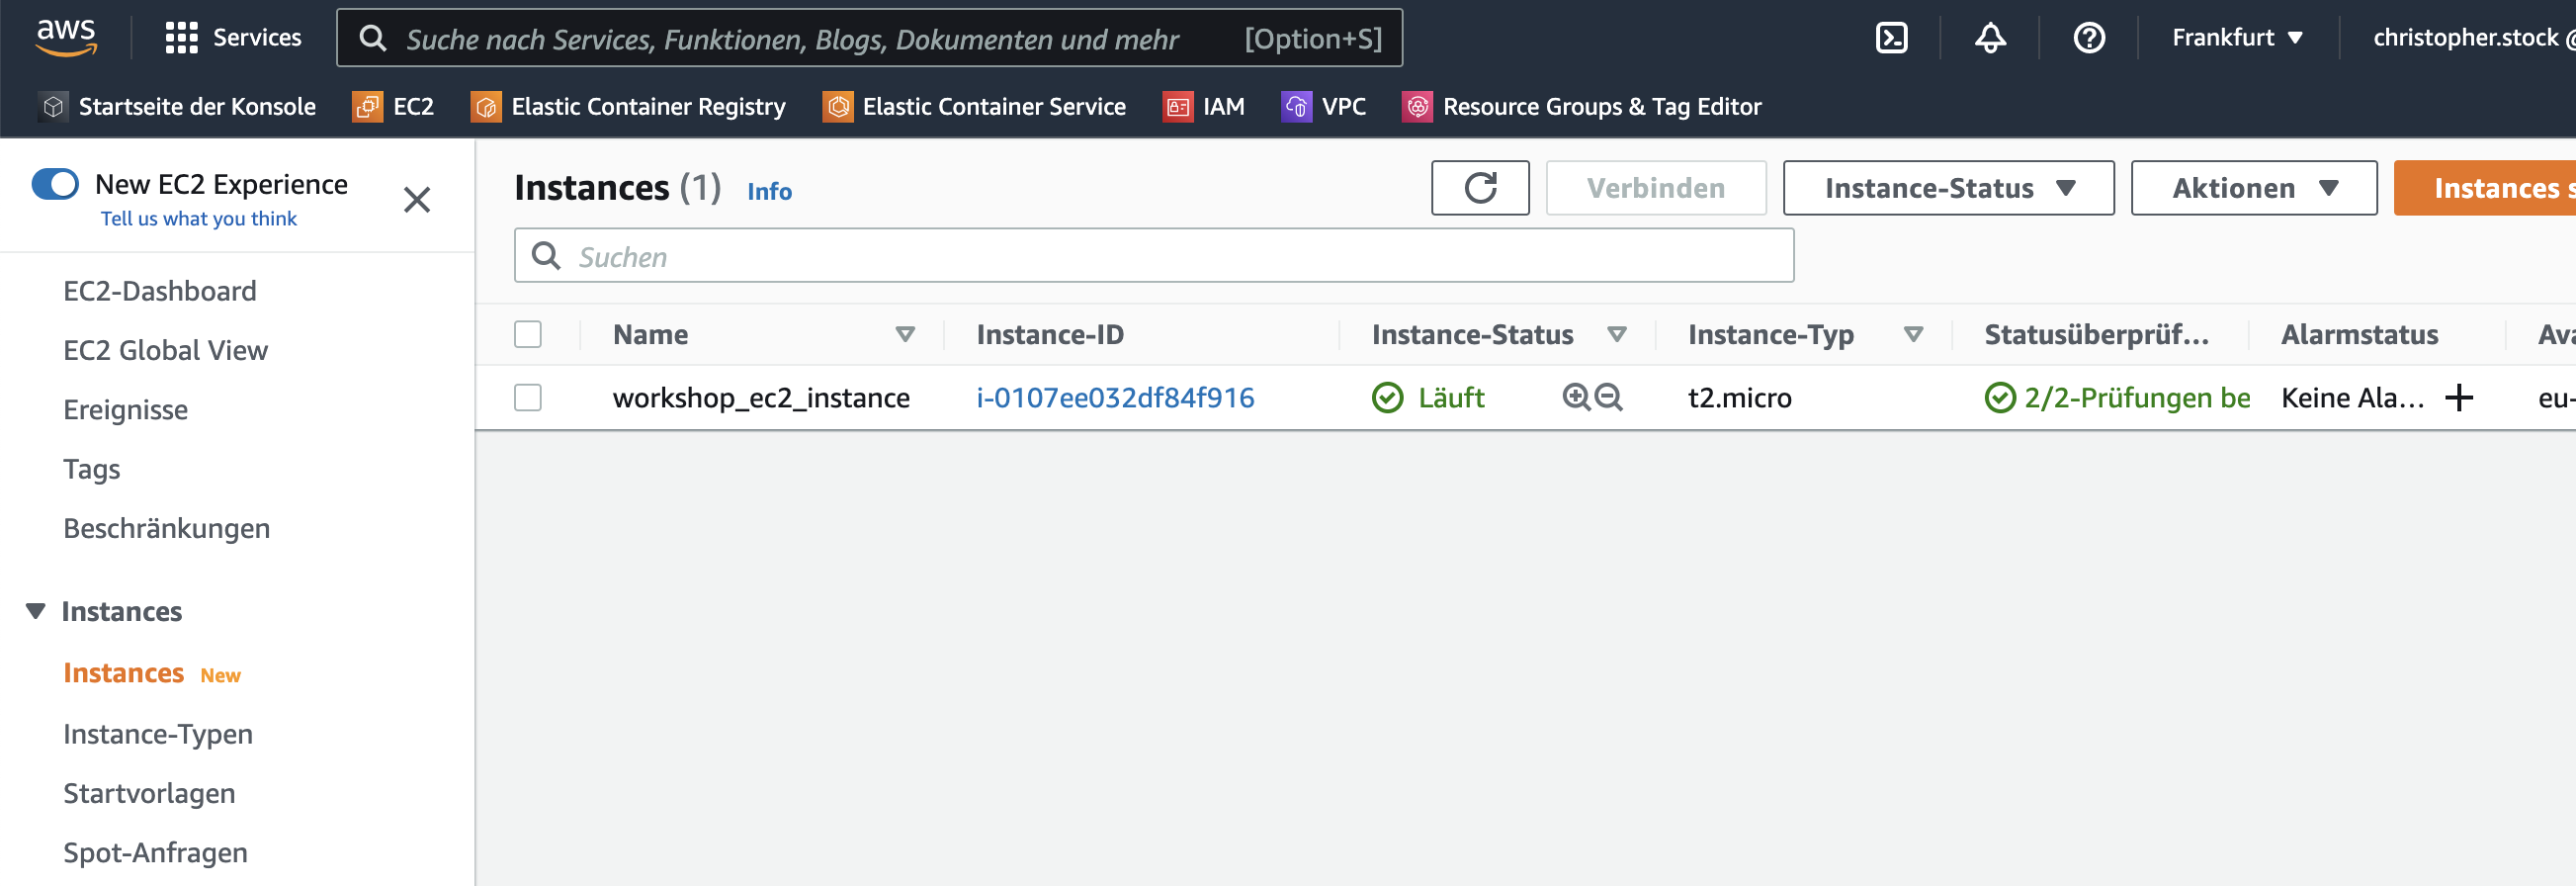 aws
Services
Suche nach Services, Funktionen, Blogs, Dokumenten und mehr [Option+S]
Frankfurt
christopher.stock @
Startseite der Konsole EC2 Elastic Container Registry Elastic Container Service IAM VPC Resource Groups & Tag Editor
New EC2 Experience
Tell us what you think
EC2-Dashboard
EC2 Global View
Ereignisse
Tags
Beschränkungen
Instances
Instances New
Instance-Typen
Startvorlagen
Spot-Anfragen
Instances (1) Info
Verbinden Instance-Status Aktionen Instances s
Suchen
Name Instance-ID Instance-Status Instance-Typ Statusüberprüf... Alarmstatus Ava
workshop_ec2_instance i-0107ee032df84f916 Läuft t2.micro 2/2-Prüfungen be Keine Ala... eu-